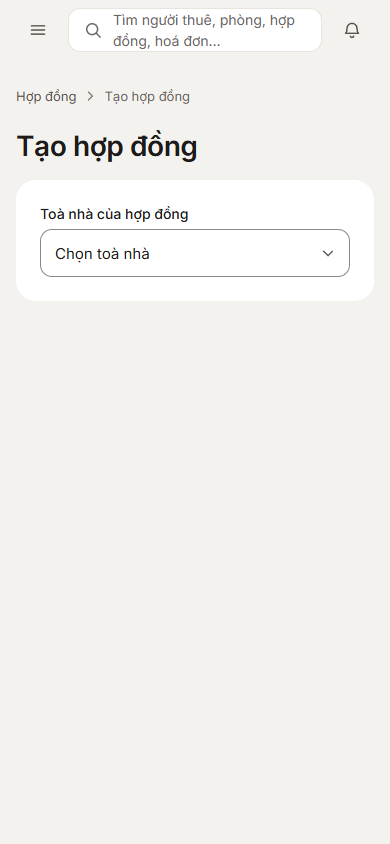 Tìm người thuê, phòng, hợp
đồng, hoá đơn...
Hợp đồng > Tạo hợp đồng
Tạo hợp đồng
Toà nhà của hợp đồng
Chọn toà nhà